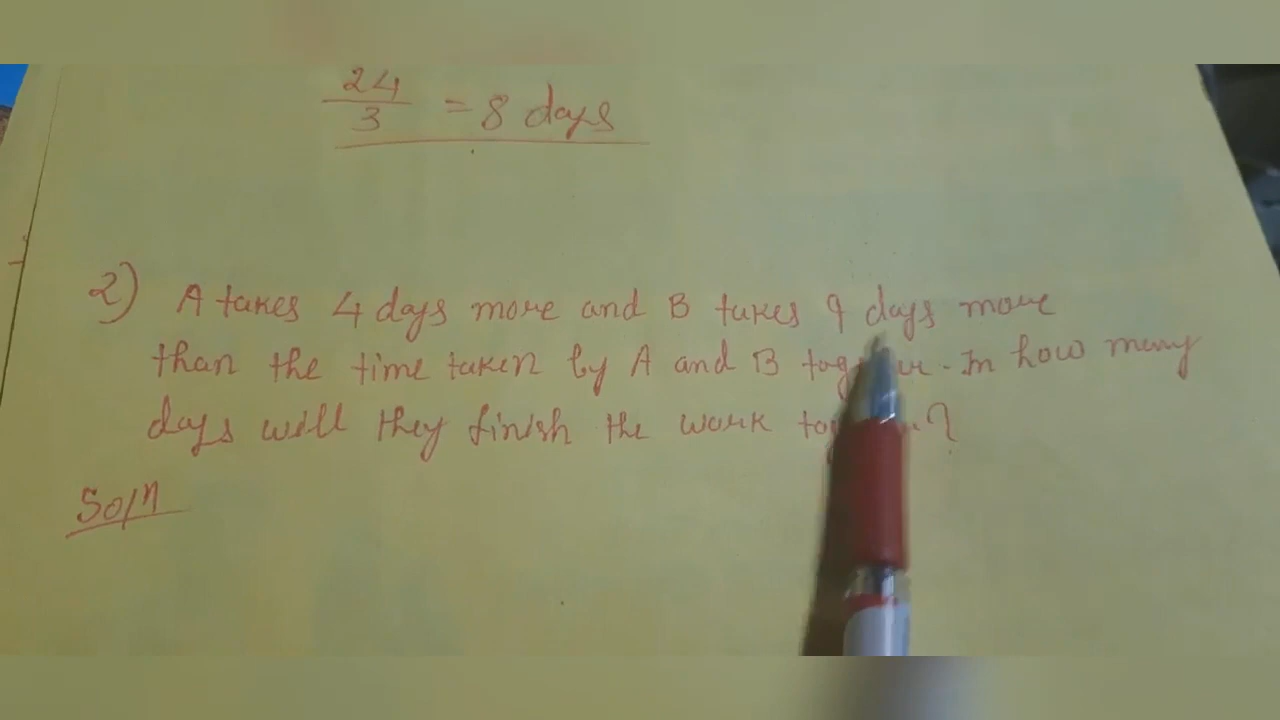 24
3 = 8 days
2) A takes 4 days more and B takes 9 days more
than the time taken by A and B . In how many
days will they finish the work ?
Soln